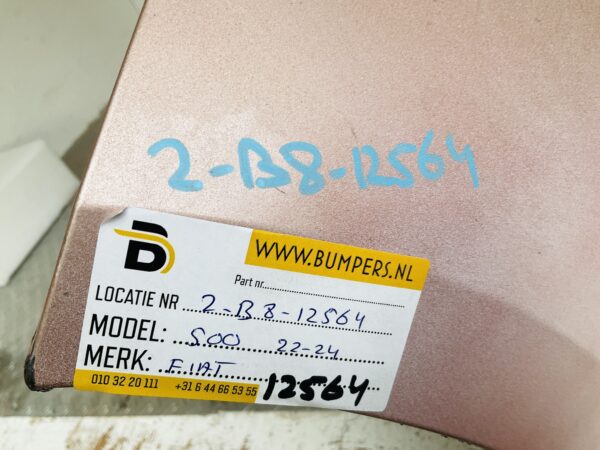 2-B8-12564
B
WWW.BUMPERS.NL
Part nr.
LOCATIE NR 2-B8-12564
MODEL: 500 22-24
MERK: FIAT
010 32 20 111 +31 6 44 66 53 55 12564